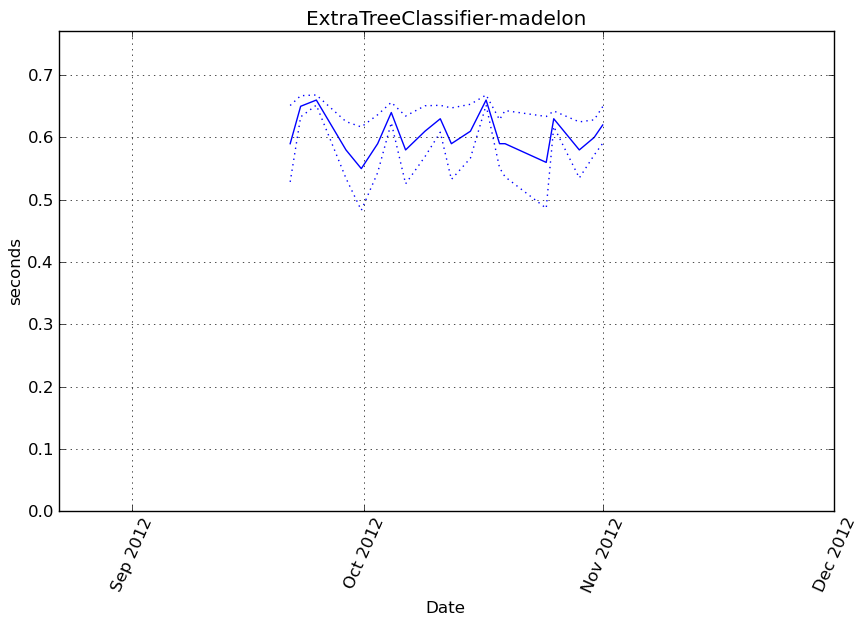 ExtraTreeClassifier-madelon
0.7
0.6
0.5
0.4
0.3
0.2
0.1
0.0
seconds
Sep 2012
Oct 2012
Nov 2012
Dec 2012
Date